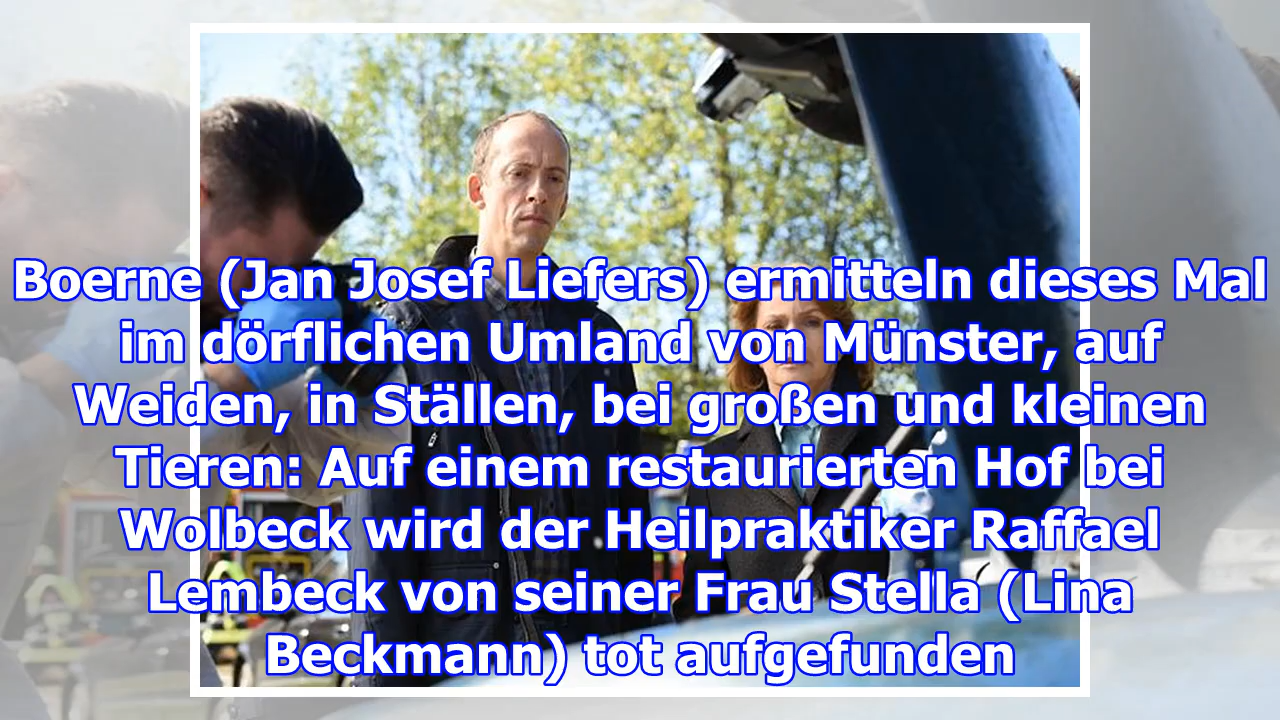 Boerne (Jan Josef Liefers) ermitteln dieses Mal
im dörflichen Umland von Münster, auf
Weiden, in Ställen, bei großen und kleinen
Tieren: Auf einem restaurierten Hof bei
Wolbeck wird der Heilpraktiker Raffael
Lembeck von seiner Frau Stella (Lina
Beckmann) tot aufgefunden